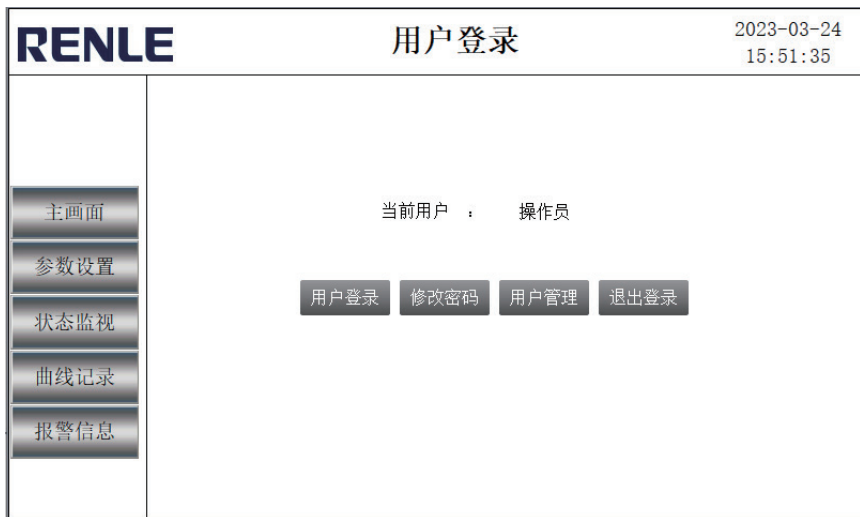 RENLE
用户登录
2023-03-24
15:51:35
主画面
参数设置
状态监视
曲线记录
报警信息
当前用户 : 操作员
用户登录 修改密码 用户管理 退出登录